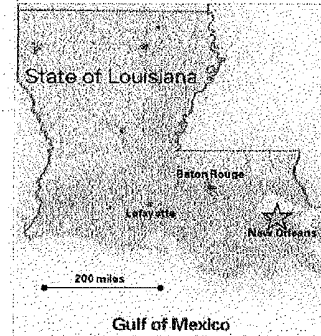 State of Louisiana
Baton Rouge
Lafayette
New Orleans
200 miles
Gulf of Mexico